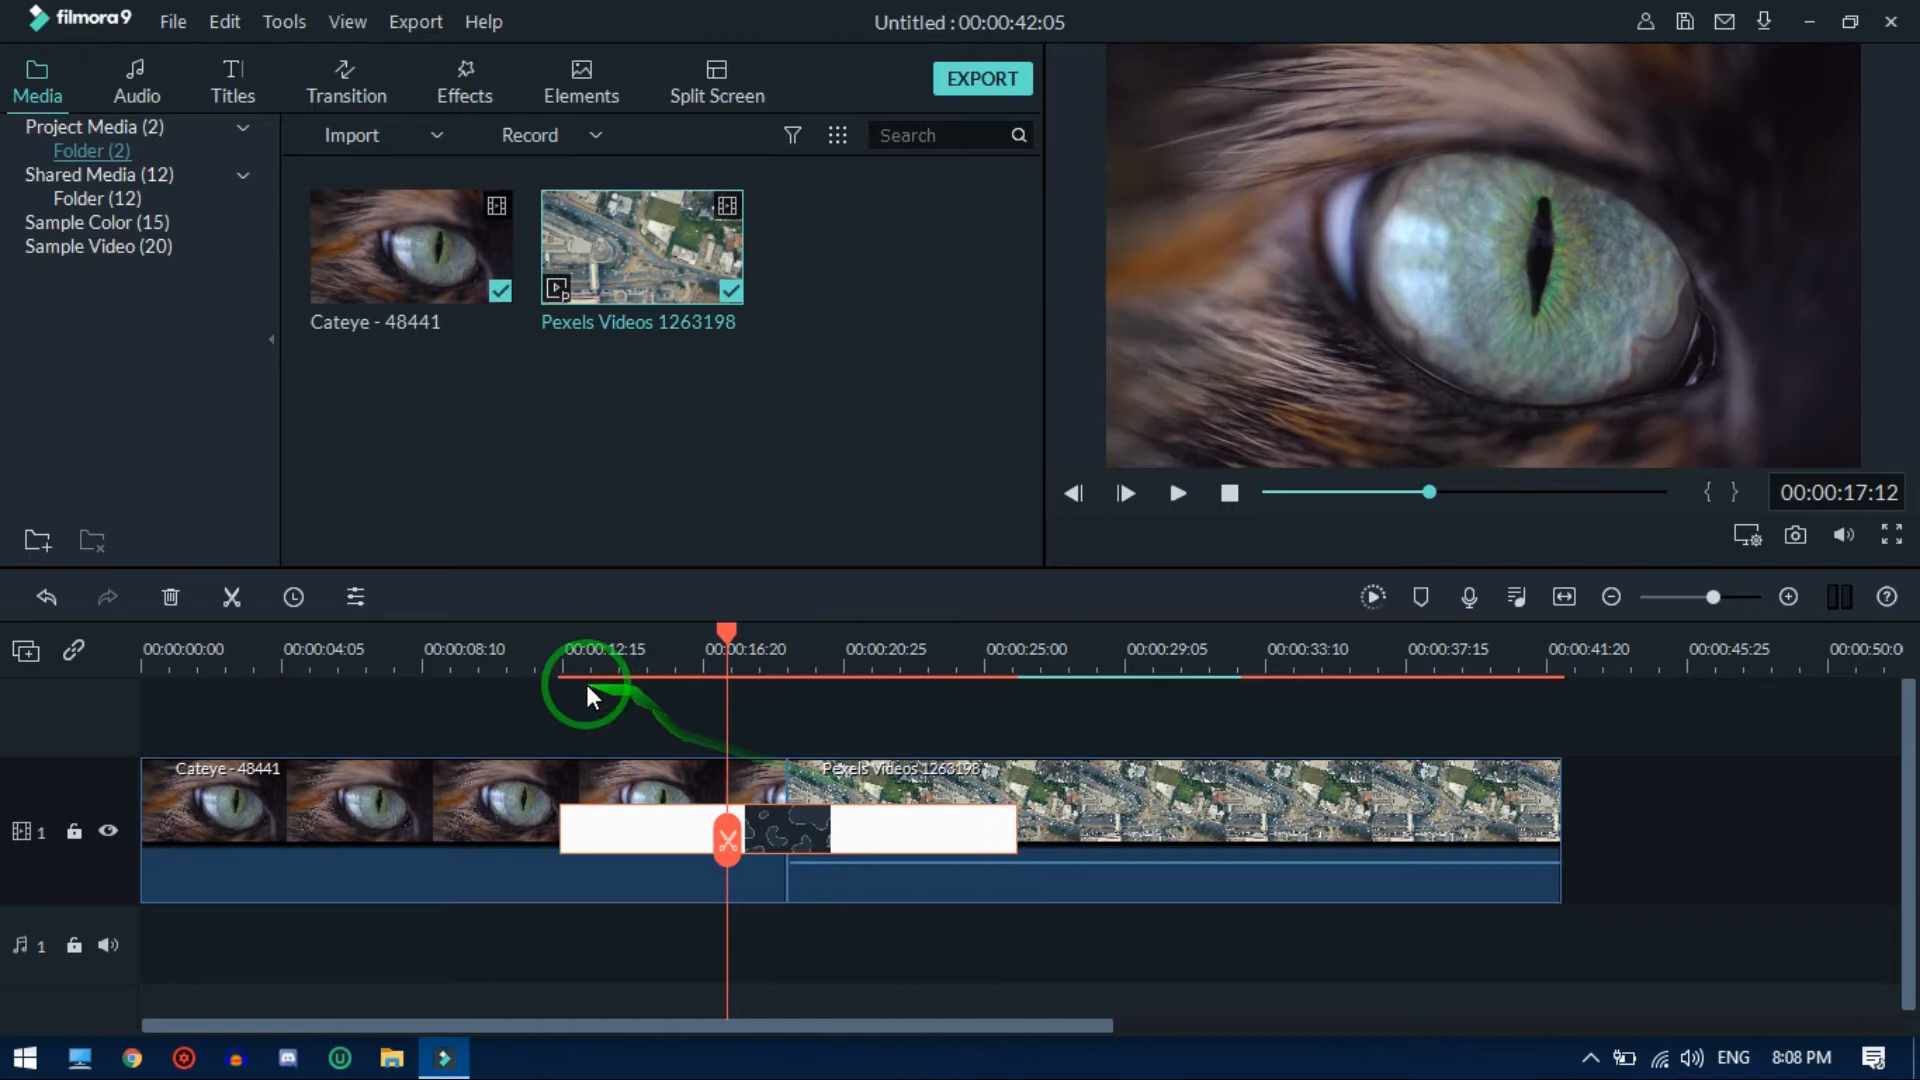 filmora9 File Edit Tools View Export Help
Untitled : 00:00:42:05
Media Audio Titles Transition Effects Elements Split Screen
EXPORT
Project Media (2)
Folder (2)
Shared Media (12)
Folder (12)
Sample Color (15)
Sample Video (20)
Import Record Search
Cateye - 48441 Pexels Videos 1263198
00:00:17:12
00:00:00:00 00:00:04:05 00:00:08:10 00:00:12:15 00:00:16:20 00:00:20:25 00:00:25:00 00:00:29:05 00:00:33:10 00:00:37:15 00:00:41:20 00:00:45:25 00:00:50:0
Cateye - 48441 Pexels Videos 1263198
1
1
ENG 8:08 PM